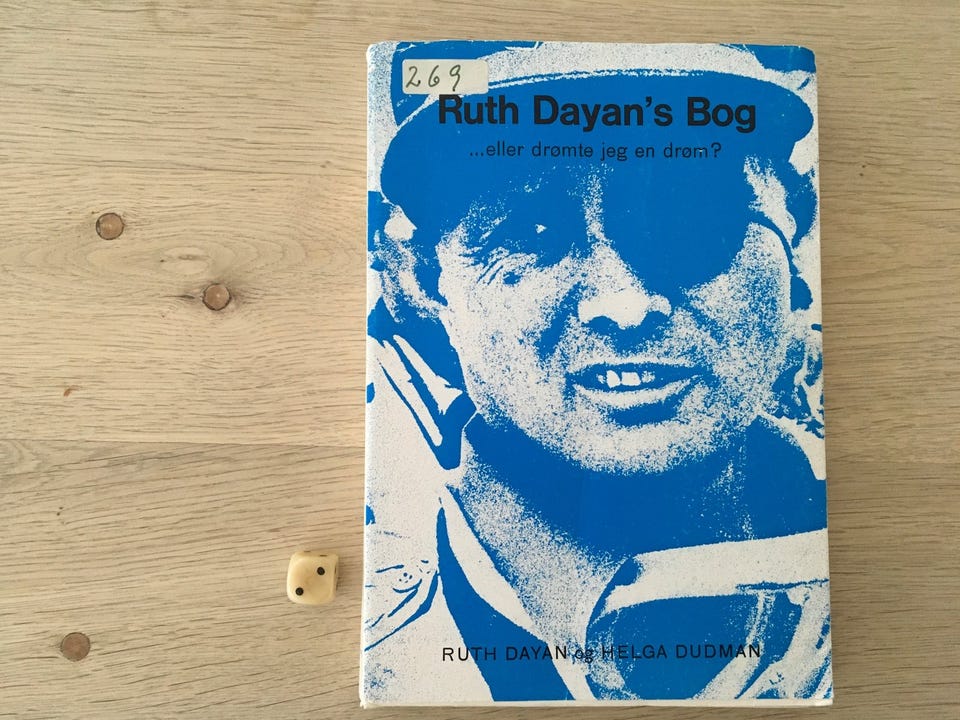 269
Ruth Dayan's Bog
...eller drømte jeg en drøm?
RUTH DAYAN og HELGA DUDMAN